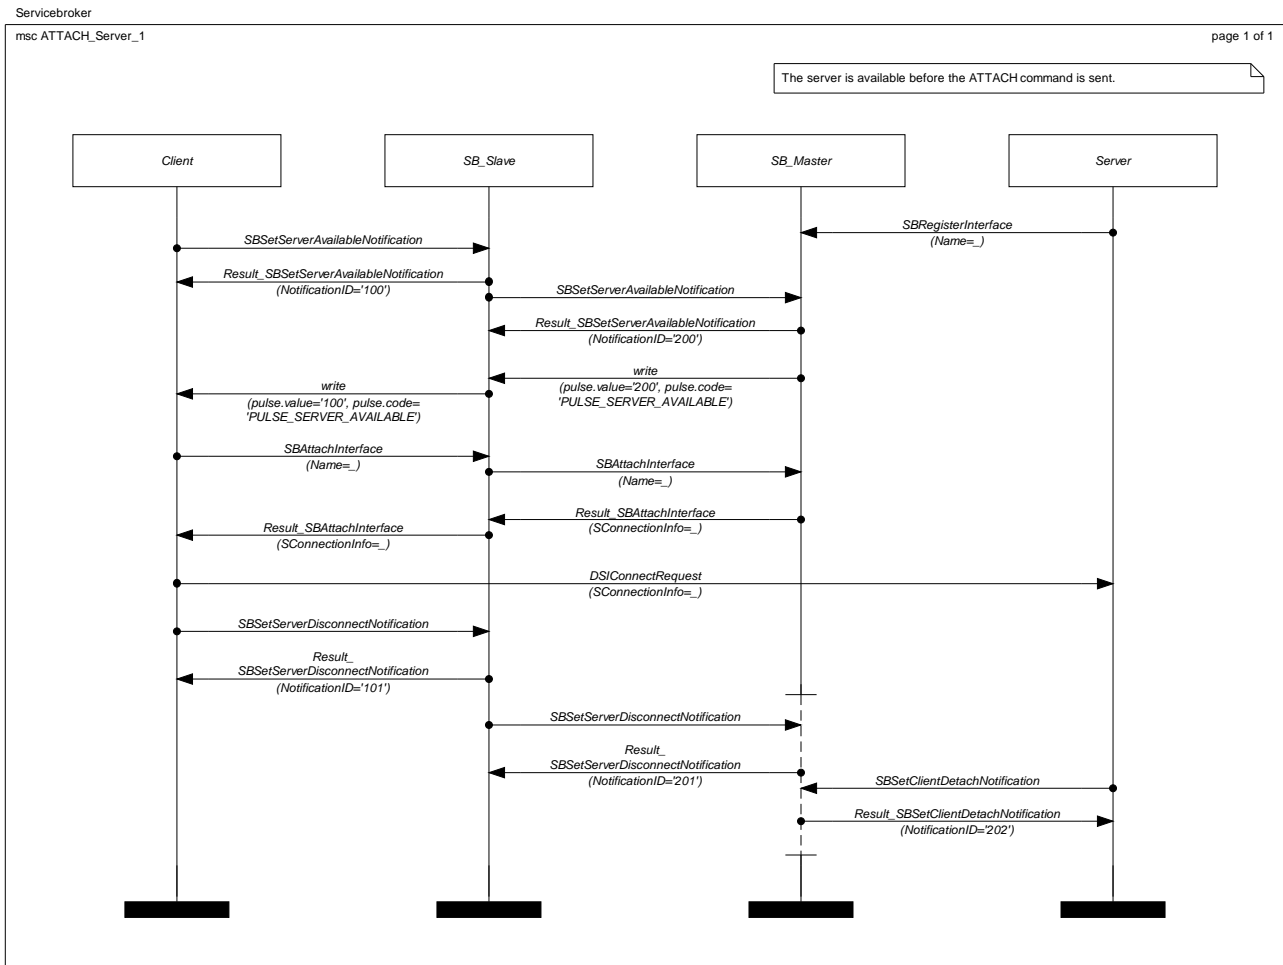 Servicebroker
msc ATTACH_Server_1
page 1 of 1
The server is available before the ATTACH command is sent.
Client
SB_Slave
SB_Master
Server
SBRegisterInterface
(Name=_)
SBSetServerAvailableNotification
Result_SBSetServerAvailableNotification
(NotificationID='100')
SBSetServerAvailableNotification
Result_SBSetServerAvailableNotification
(NotificationID='200')
write
(pulse.value='200', pulse.code=
'PULSE_SERVER_AVAILABLE')
write
(pulse.value='100', pulse.code=
'PULSE_SERVER_AVAILABLE')
SBAttachInterface
(Name=_)
SBAttachInterface
(Name=_)
Result_SBAttachInterface
(SConnectionInfo=_)
Result_SBAttachInterface
(SConnectionInfo=_)
DSIConnectRequest
(SConnectionInfo=_)
SBSetServerDisconnectNotification
Result_
SBSetServerDisconnectNotification
(NotificationID='101')
SBSetServerDisconnectNotification
Result_
SBSetServerDisconnectNotification
(NotificationID='201')
SBSetClientDetachNotification
Result_SBSetClientDetachNotification
(NotificationID='202')